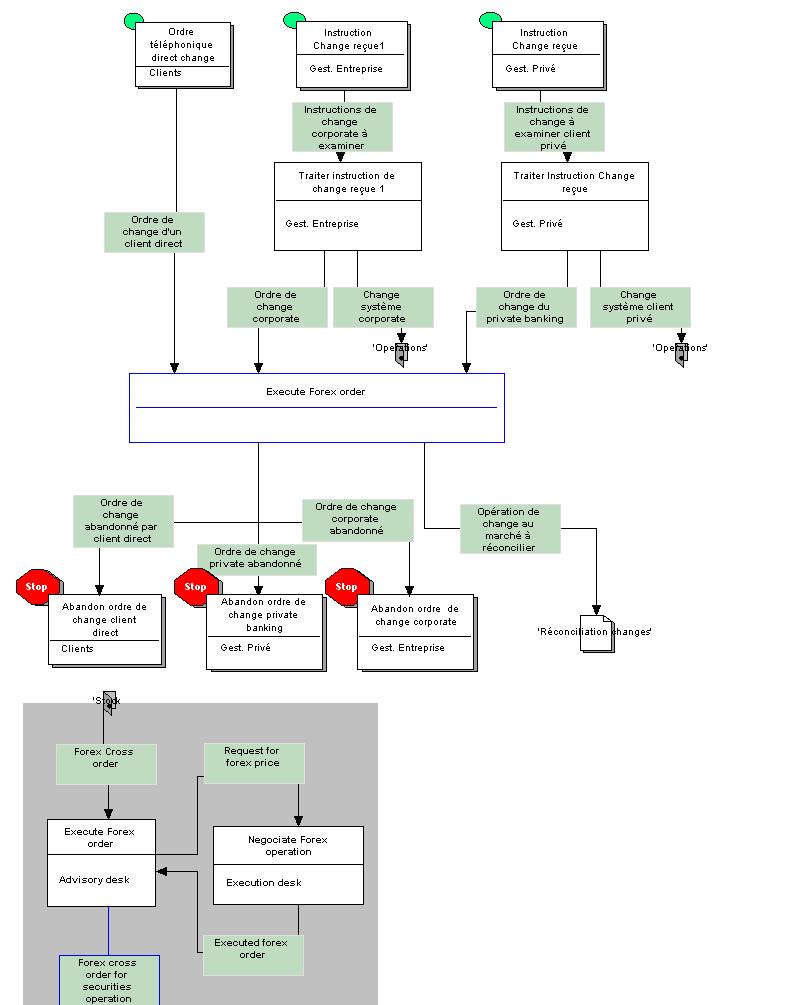 Ordre
téléphonique
direct change
Clients
Instruction
Change reçue1
Gest. Entreprise
Instruction
Change reçue
Gest. Privé
Instructions de
change
corporate à
examiner
Instructions de
change à
examiner client
privé
Traiter instruction de
change reçue 1
Gest. Entreprise
Traiter Instruction Change
reçue
Gest. Privé
Ordre de
change d'un
client direct
Ordre de
change
corporate
Change
système
corporate
Ordre de
change du
private banking
Change
système client
privé
'Operations'
'Operations'
Execute Forex order
Ordre de
change
abandonné par
client direct
Ordre de change
corporate
abandonné
Opération de
change au
marché à
réconcilier
Ordre de change
private abandonné
Stop
Abandon ordre de
change client
direct
Clients
Stop
Abandon ordre de
change private
banking
Gest. Privé
Stop
Abandon ordre de
change corporate
Gest. Entreprise
'Réconciliation changes'
'Stock
Forex Cross
order
Request for
forex price
Execute Forex
order
Advisory desk
Negociate Forex
operation
Execution desk
Executed forex
order
Forex cross
order for
securities
operation